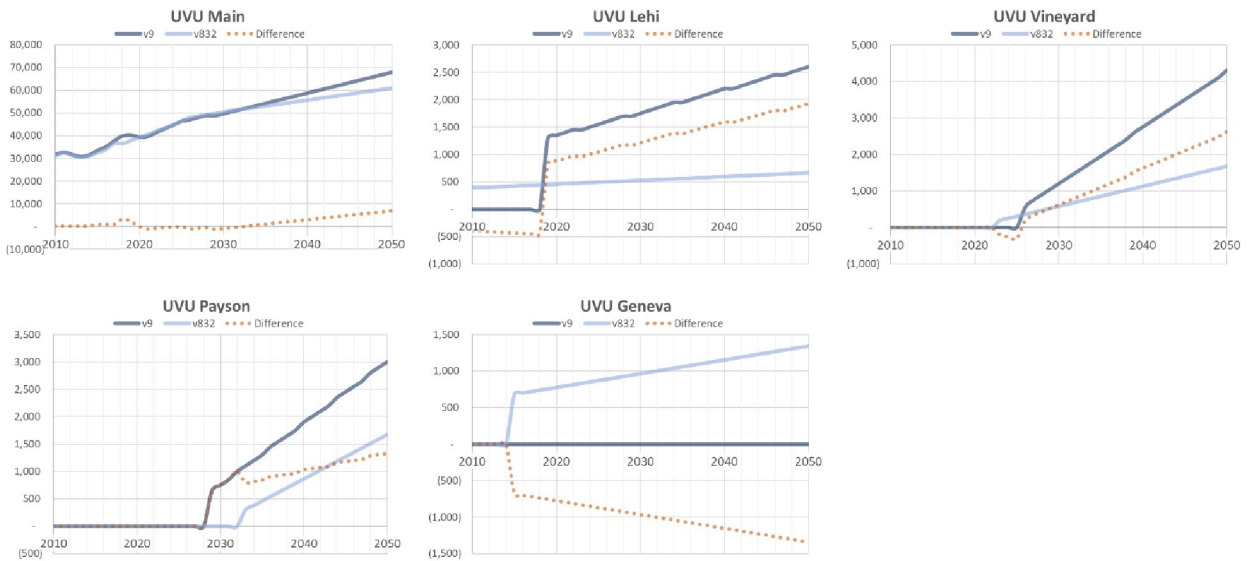 UVU Main
v9 v832 Difference
80,000
70,000
60,000
50,000
40,000
30,000
20,000
10,000
-
(10,000)
2010 2020 2030 2040 2050
UVU Lehi
v9 v832 Difference
3,000
2,500
2,000
1,500
1,000
500
-
(500)
(1,000)
2010 2020 2030 2040 2050
UVU Vineyard
v9 v832 Difference
5,000
4,000
3,000
2,000
1,000
-
(1,000)
2010 2020 2030 2040 2050
UVU Payson
v9 v832 Difference
3,500
3,000
2,500
2,000
1,500
1,000
500
-
(500)
2010 2020 2030 2040 2050
UVU Geneva
v9 v832 Difference
1,500
1,000
500
-
(500)
(1,000)
(1,500)
2010 2020 2030 2040 2050